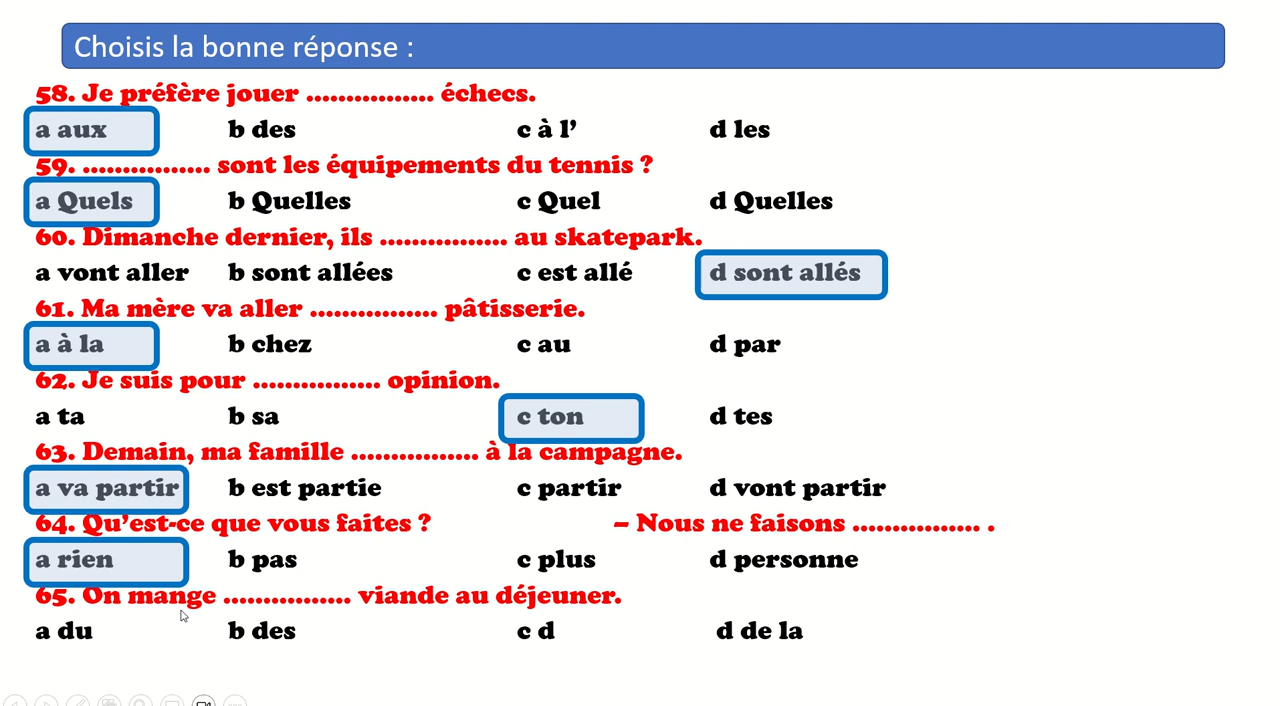 Choisis la bonne réponse :
58. Je préfère jouer ................ échecs.
a aux b des c à l’ d les
59. ................ sont les équipements du tennis ?
a Quels b Quelles c Quel d Quelles
60. Dimanche dernier, ils ................ au skatepark.
a vont aller b sont allées c est allé d sont allés
61. Ma mère va aller ................ pâtisserie.
a à la b chez c au d par
62. Je suis pour ................ opinion.
a ta b sa c ton d tes
63. Demain, ma famille ................ à la campagne.
a va partir b est partie c partir d vont partir
64. Qu’est-ce que vous faites ? – Nous ne faisons ................ .
a rien b pas c plus d personne
65. On mange ................ viande au déjeuner.
a du b des c d d de la